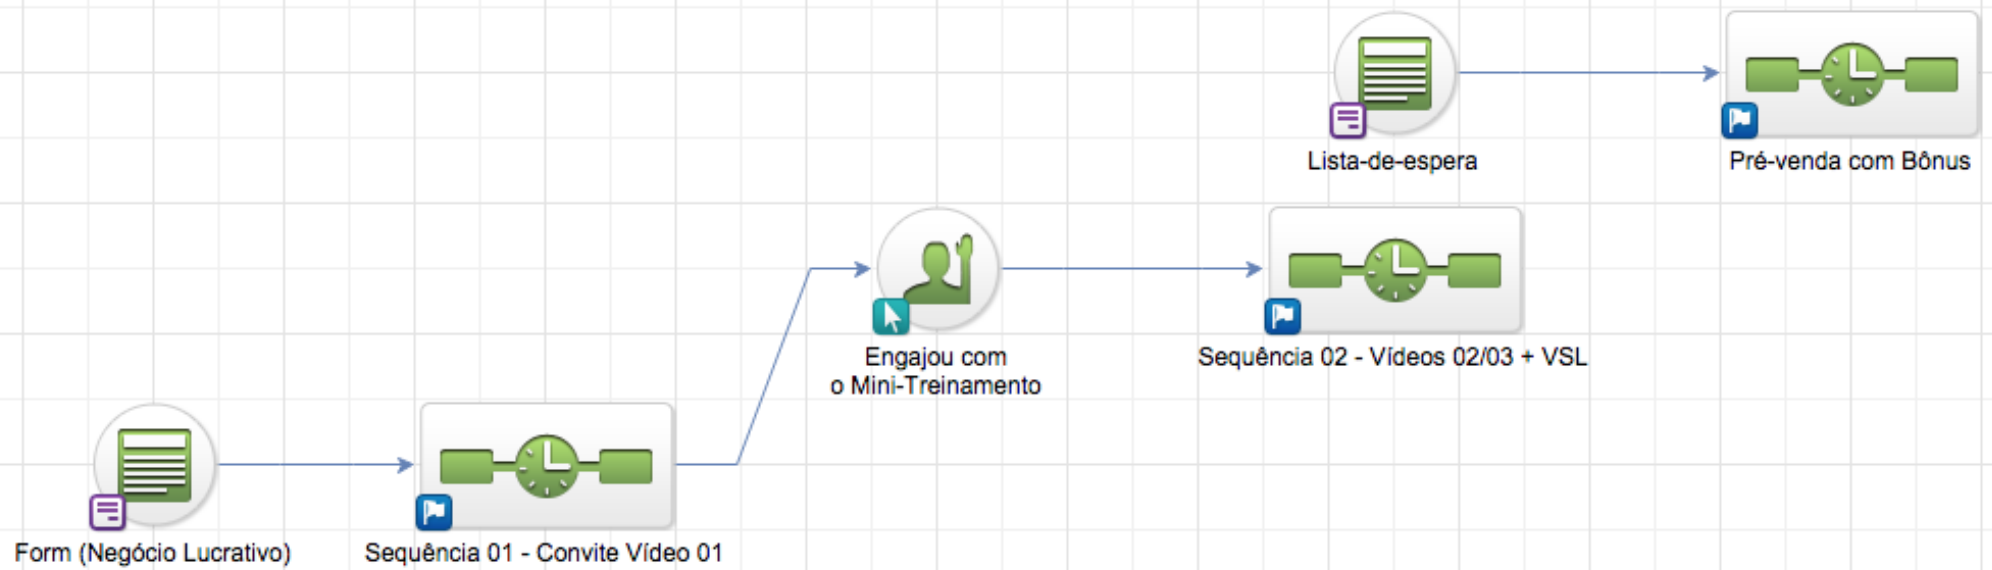 Lista-de-espera
Pré-venda com Bônus
Engajou com
o Mini-Treinamento
Sequência 02 - Vídeos 02/03 + VSL
Form (Negócio Lucrativo)
Sequência 01 - Convite Vídeo 01